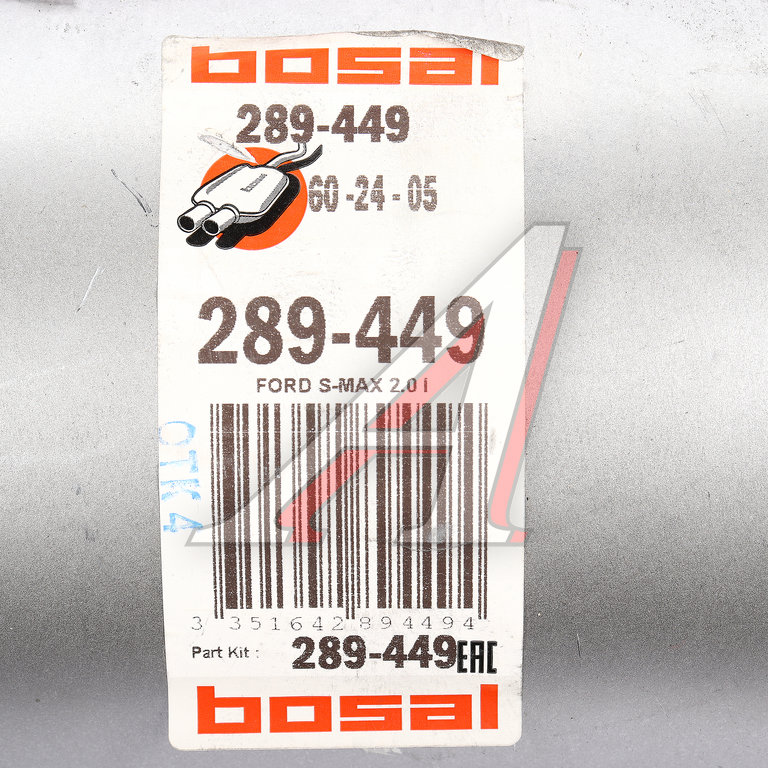 bosal
289-449
bosal
60-24-05
289-449
FORD S-MAX 2.0 I
ОТК 4
3 351642 894494
Part Kit : 289-449 EAC
bosal